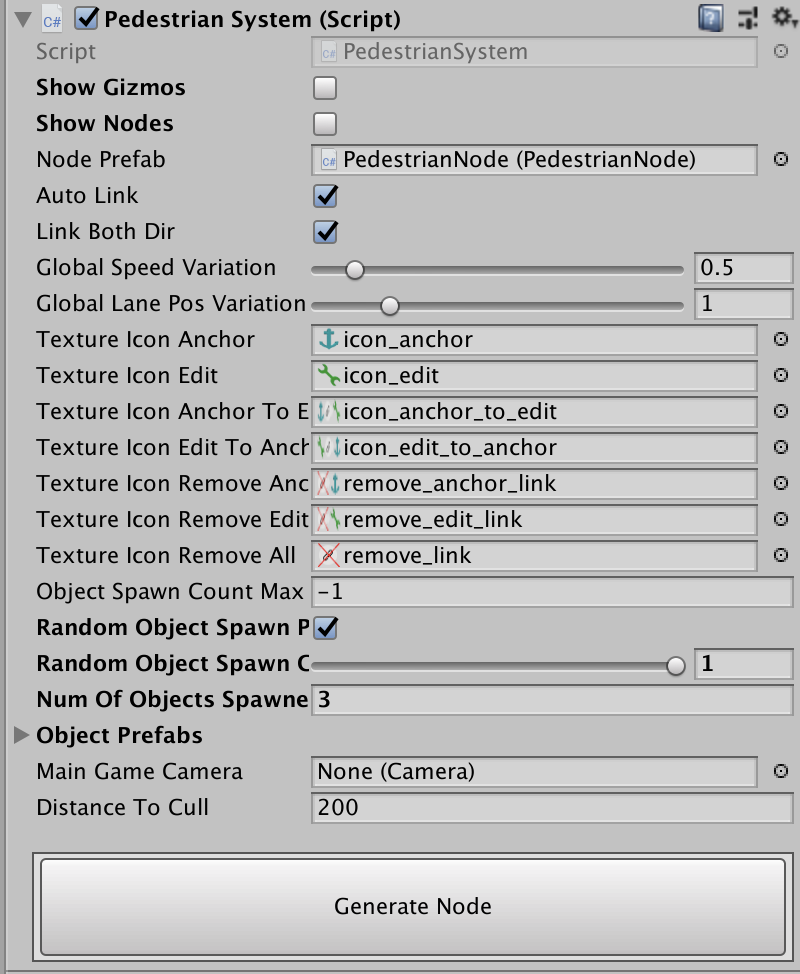 Pedestrian System (Script)
Script PedestrianSystem
Show Gizmos
Show Nodes
Node Prefab PedestrianNode (PedestrianNode)
Auto Link
Link Both Dir
Global Speed Variation 0.5
Global Lane Pos Variation 1
Texture Icon Anchor icon_anchor
Texture Icon Edit icon_edit
Texture Icon Anchor To E icon_anchor_to_edit
Texture Icon Edit To Anch icon_edit_to_anchor
Texture Icon Remove Anc remove_anchor_link
Texture Icon Remove Edit remove_edit_link
Texture Icon Remove All remove_link
Object Spawn Count Max -1
Random Object Spawn P
Random Object Spawn C 1
Num Of Objects Spawne 3
Object Prefabs
Main Game Camera None (Camera)
Distance To Cull 200
Generate Node